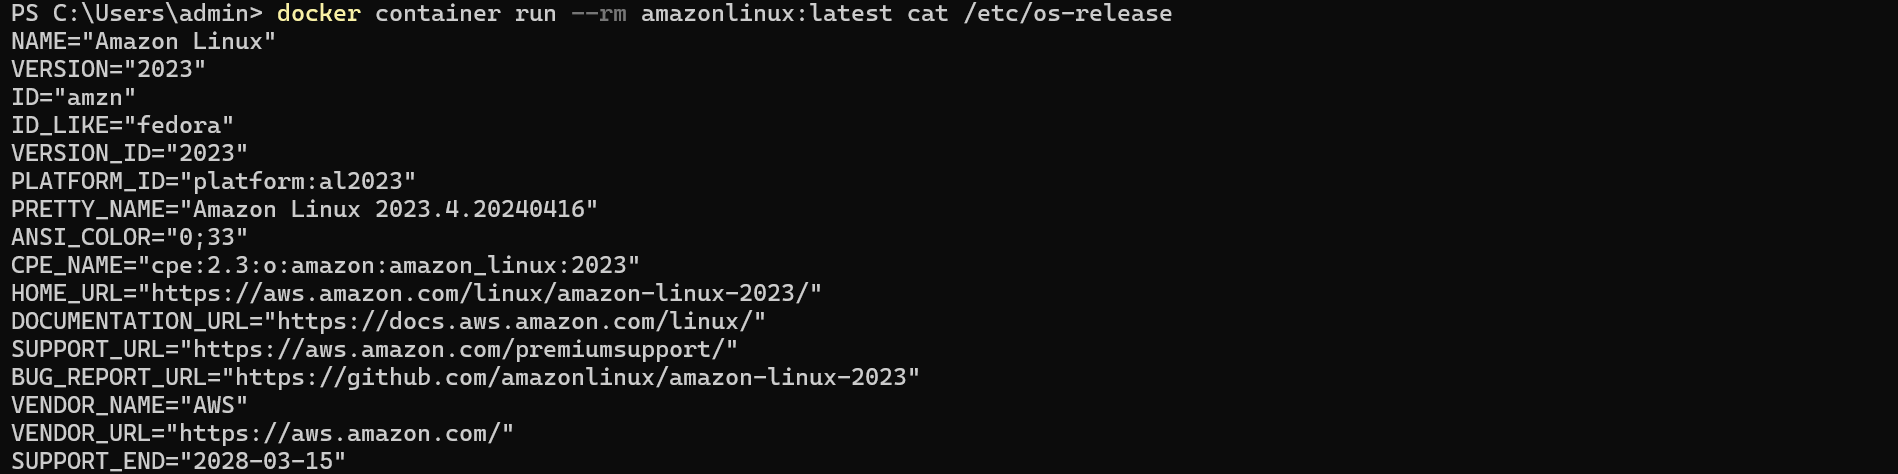 PS C:\Users\admin> docker container run --rm amazonlinux:latest cat /etc/os-release
NAME="Amazon Linux"
VERSION="2023"
ID="amzn"
ID_LIKE="fedora"
VERSION_ID="2023"
PLATFORM_ID="platform:al2023"
PRETTY_NAME="Amazon Linux 2023.4.20240416"
ANSI_COLOR="0;33"
CPE_NAME="cpe:2.3:o:amazon:amazon_linux:2023"
HOME_URL="https://aws.amazon.com/linux/amazon-linux-2023/"
DOCUMENTATION_URL="https://docs.aws.amazon.com/linux/"
SUPPORT_URL="https://aws.amazon.com/premiumsupport/"
BUG_REPORT_URL="https://github.com/amazonlinux/amazon-linux-2023"
VENDOR_NAME="AWS"
VENDOR_URL="https://aws.amazon.com/"
SUPPORT_END="2028-03-15"